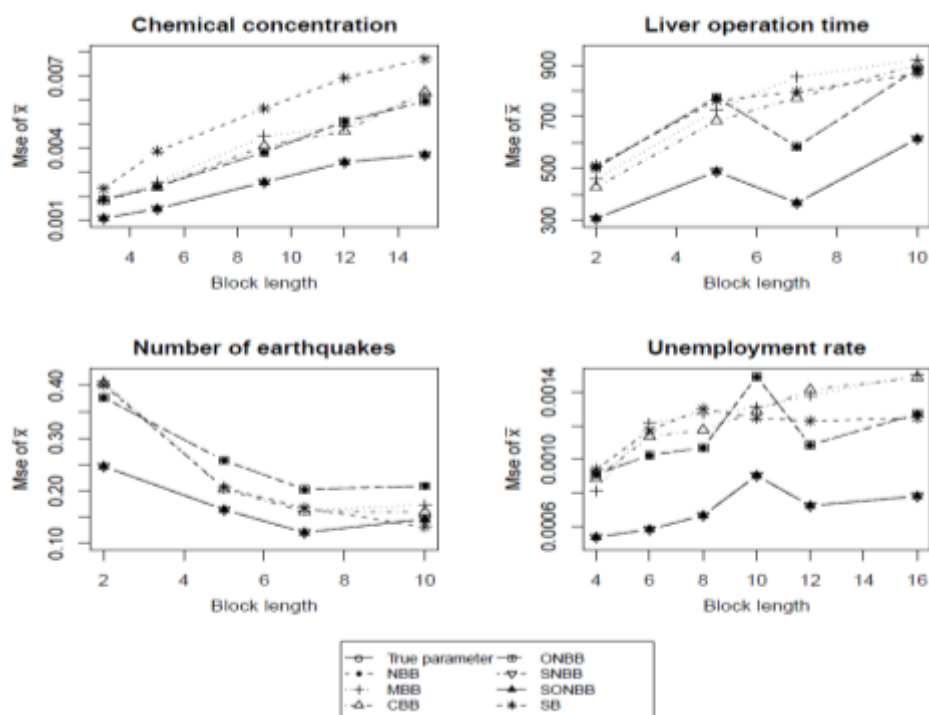 Chemical concentration
Mse of x̅
0.001 0.004 0.007
4 6 8 10 12 14
Block length
Liver operation time
Mse of x̅
300 500 700 900
2 4 6 8 10
Block length
Number of earthquakes
Mse of x̅
0.10 0.20 0.30 0.40
2 4 6 8 10
Block length
Unemployment rate
Mse of x̅
0.0006 0.0010 0.0014
4 6 8 10 12 14 16
Block length
True parameter
NBB
MBB
CBB
ONBB
SNBB
SONBB
SB